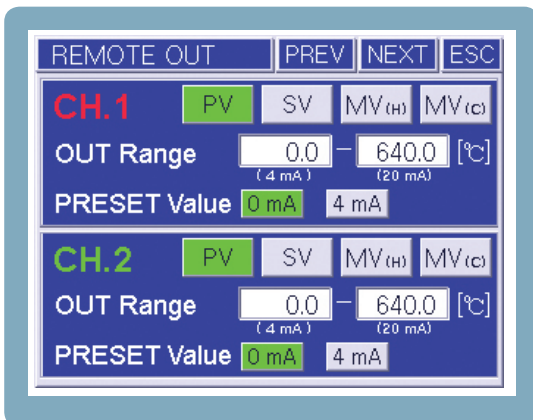 REMOTE OUT PREV NEXT ESC
CH.1 PV SV MV(H) MV(C)
OUT Range 0.0 – 640.0 [℃]
(4 mA) (20 mA)
PRESET Value 0 mA 4 mA
CH.2 PV SV MV(H) MV(C)
OUT Range 0.0 – 640.0 [℃]
(4 mA) (20 mA)
PRESET Value 0 mA 4 mA